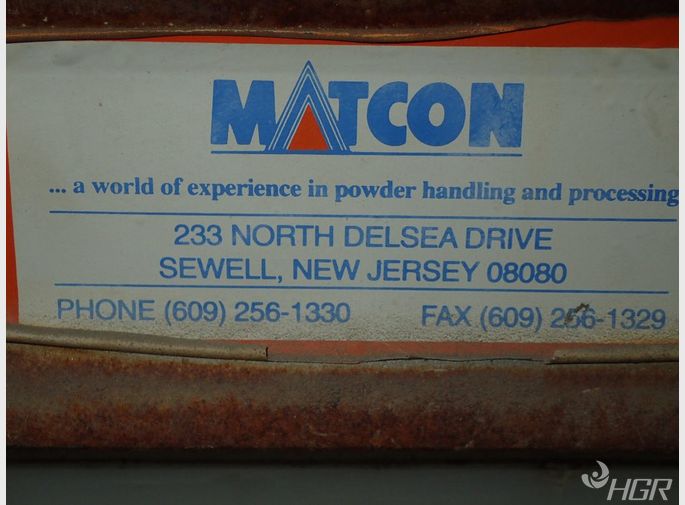 MATCON
... a world of experience in powder handling and processing
233 NORTH DELSEA DRIVE
SEWELL, NEW JERSEY 08080
PHONE (609) 256-1330 FAX (609) 256-1329
HGR